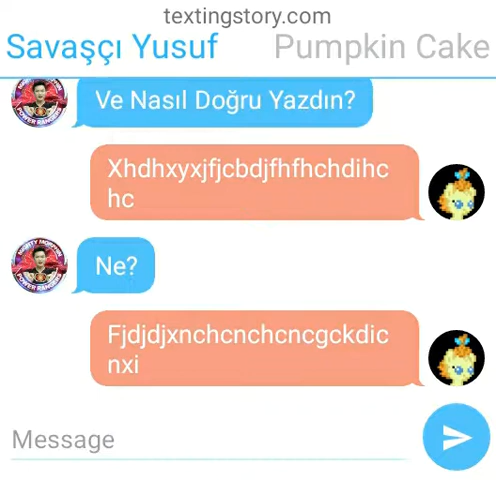 textingstory.com
Savaşçı Yusuf Pumpkin Cake
Ve Nasıl Doğru Yazdın?
Xhdhxyxjfjcbdjfhfhchdihc
hc
Ne?
Fjdjdjxnchcnchcncgckdic
nxi
Message